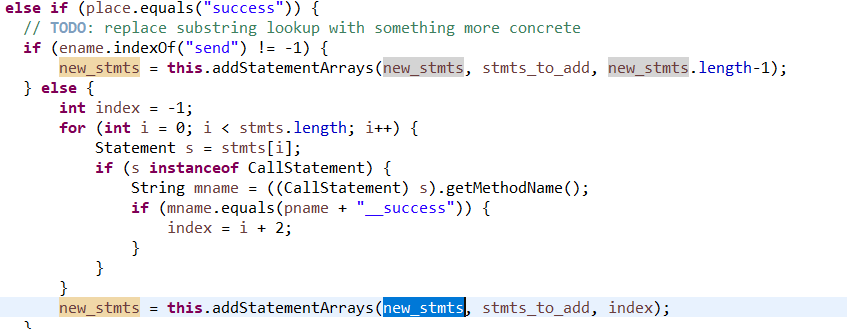 else if (place.equals("success")) {
// TODO: replace substring lookup with something more concrete
if (ename.indexOf("send") != -1) {
new_stmts = this.addStatementArrays(new_stmts, stmts_to_add, new_stmts.length-1);
} else {
int index = -1;
for (int i = 0; i < stmts.length; i++) {
Statement s = stmts[i];
if (s instanceof CallStatement) {
String mname = ((CallStatement) s).getMethodName();
if (mname.equals(pname + "__success")) {
index = i + 2;
}
}
}
new_stmts = this.addStatementArrays(new_stmts, stmts_to_add, index);
}